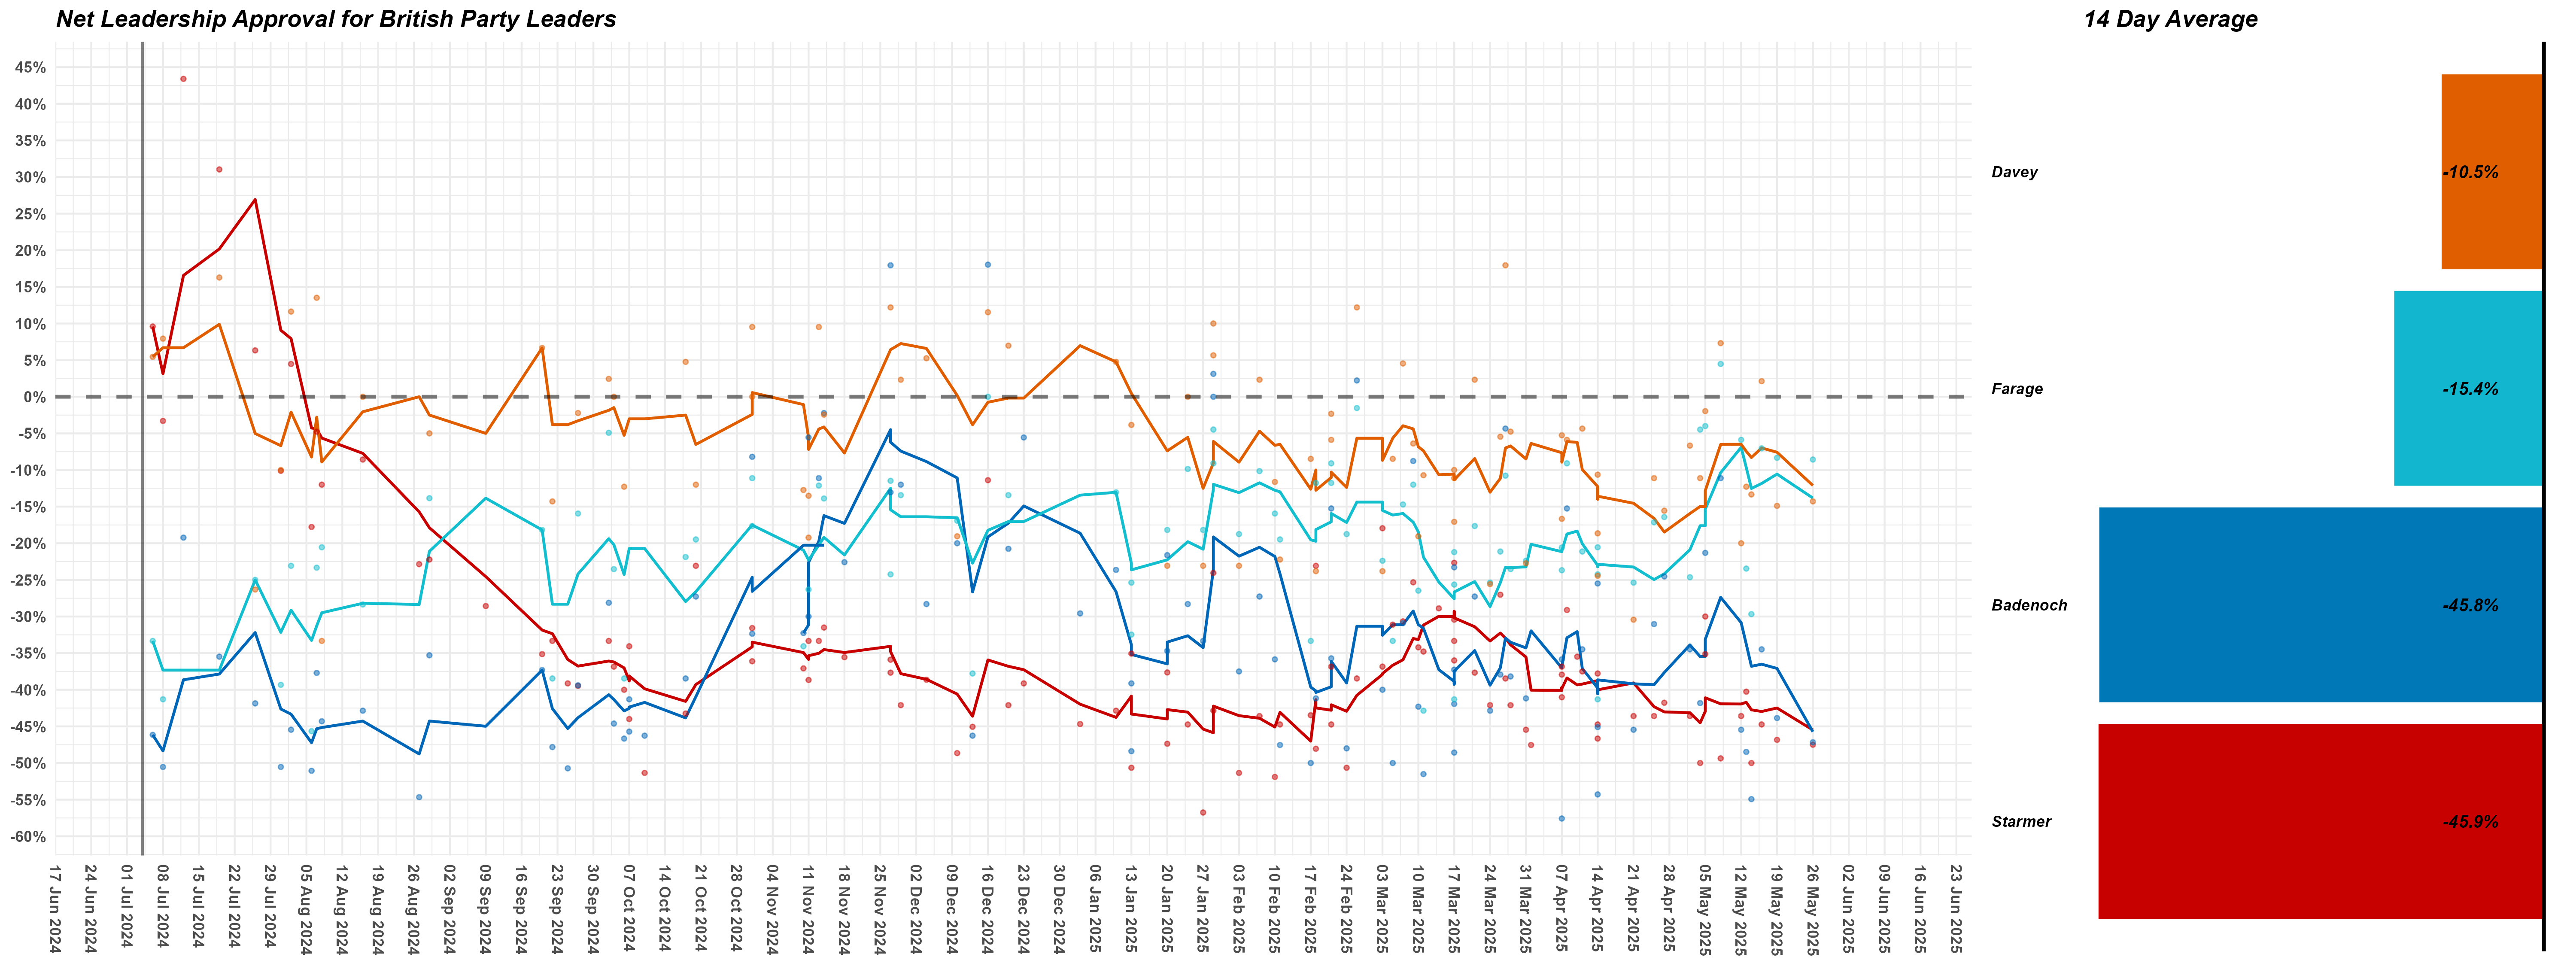 Net Leadership Approval for British Party Leaders
14 Day Average
45%
40%
35%
30%
25%
20%
15%
10%
5%
0%
-5%
-10%
-15%
-20%
-25%
-30%
-35%
-40%
-45%
-50%
-55%
-60%
17 Jun 2024
24 Jun 2024
01 Jul 2024
08 Jul 2024
15 Jul 2024
22 Jul 2024
29 Jul 2024
05 Aug 2024
12 Aug 2024
19 Aug 2024
26 Aug 2024
02 Sep 2024
09 Sep 2024
16 Sep 2024
23 Sep 2024
30 Sep 2024
07 Oct 2024
14 Oct 2024
21 Oct 2024
28 Oct 2024
04 Nov 2024
11 Nov 2024
18 Nov 2024
25 Nov 2024
02 Dec 2024
09 Dec 2024
16 Dec 2024
23 Dec 2024
30 Dec 2024
06 Jan 2025
13 Jan 2025
20 Jan 2025
27 Jan 2025
03 Feb 2025
10 Feb 2025
17 Feb 2025
24 Feb 2025
03 Mar 2025
10 Mar 2025
17 Mar 2025
24 Mar 2025
31 Mar 2025
07 Apr 2025
14 Apr 2025
21 Apr 2025
28 Apr 2025
05 May 2025
12 May 2025
19 May 2025
26 May 2025
02 Jun 2025
09 Jun 2025
16 Jun 2025
23 Jun 2025
Davey -10.5%
Farage -15.4%
Badenoch -45.8%
Starmer -45.9%